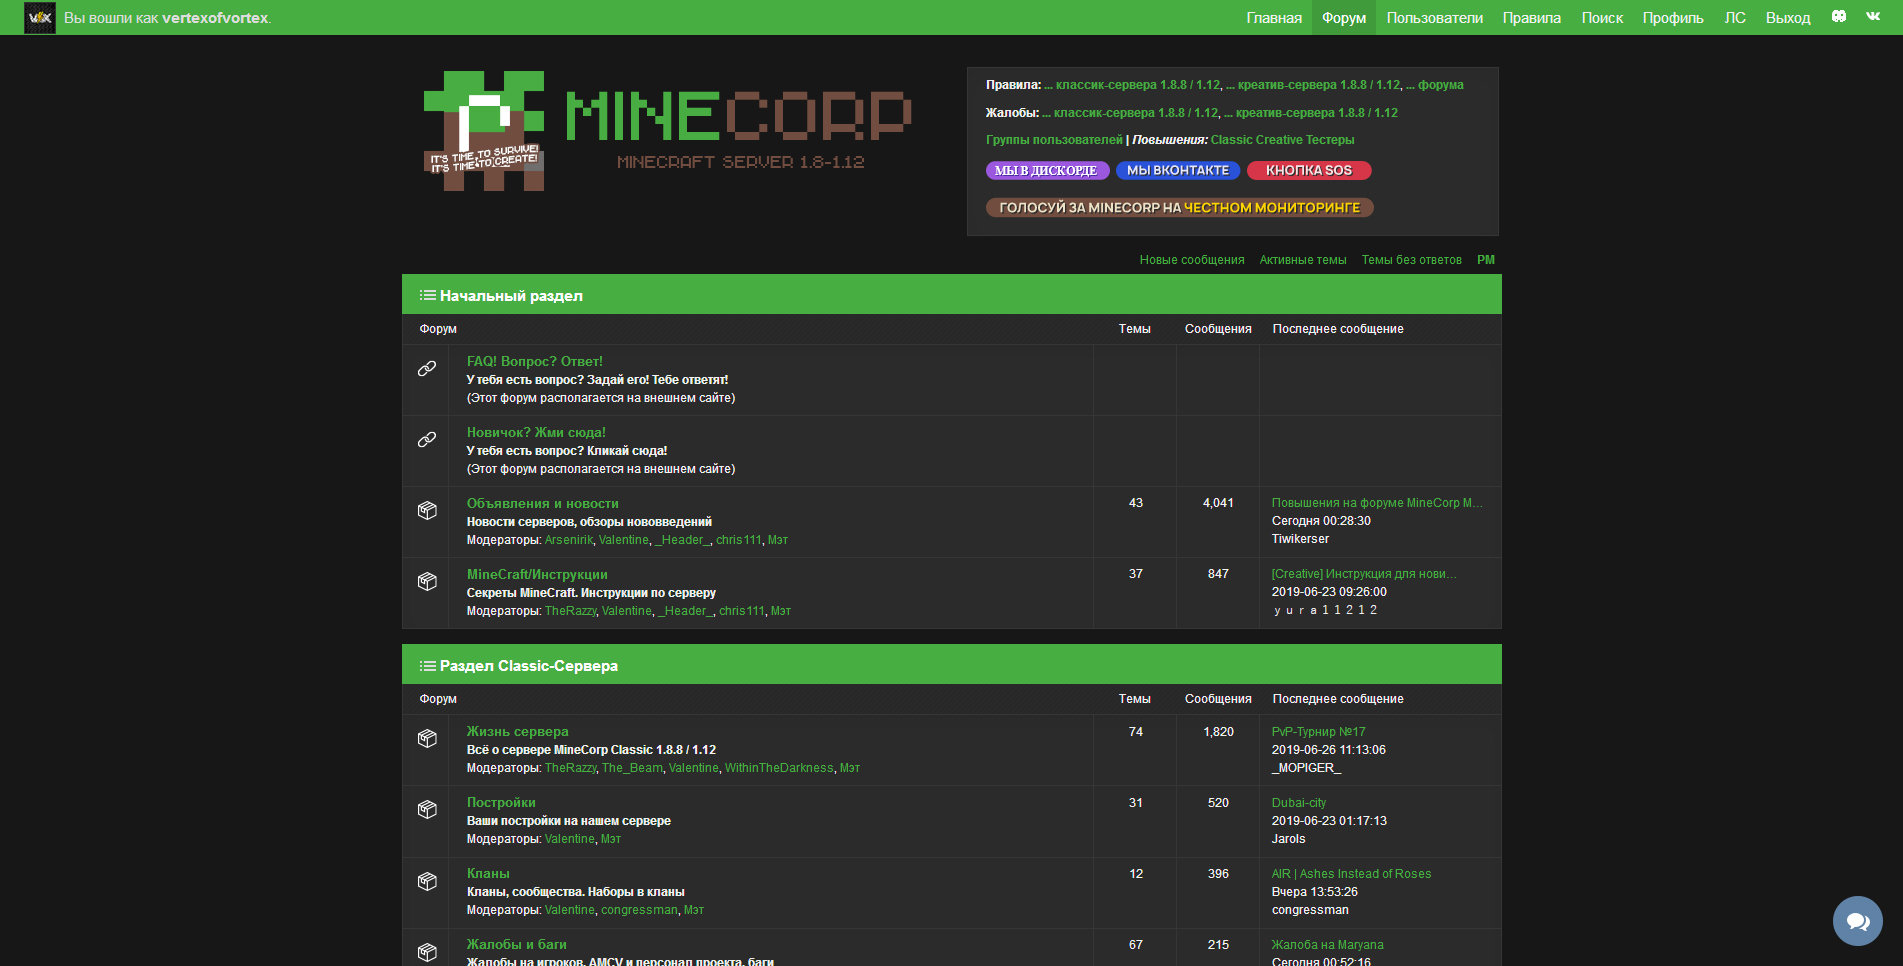 Вы вошли как vertexofvortex.
Главная Форум Пользователи Правила Поиск Профиль ЛС Выход
IT'S TIME TO SURVIVE!
IT'S TIME TO CREATE!
MINECORP
MINECRAFT SERVER 1.8-1.12
Правила: ... классик-сервера 1.8.8 / 1.12, ... креатив-сервера 1.8.8 / 1.12, ... форума
Жалобы: ... классик-сервера 1.8.8 / 1.12, ... креатив-сервера 1.8.8 / 1.12
Группы пользователей | Повышения: Classic Creative Тестеры
МЫ В ДИСКОРДЕ МЫ ВКОНТАКТЕ КНОПКА SOS
ГОЛОСУЙ ЗА MINECORP НА ЧЕСТНОМ МОНИТОРИНГЕ
Новые сообщения Активные темы Темы без ответов PM
Начальный раздел
Форум Темы Сообщения Последнее сообщение
FAQ! Вопрос? Ответ!
У тебя есть вопрос? Задай его! Тебе ответят!
(Этот форум располагается на внешнем сайте)
Новичок? Жми сюда!
У тебя есть вопрос? Кликай сюда!
(Этот форум располагается на внешнем сайте)
Объявления и новости 43 4,041 Повышения на форуме MineCorp M...
Новости серверов, обзоры нововведений Сегодня 00:28:30
Модераторы: Arsenirik, Valentine, _Header_, chris111, Мэт Tiwikerser
MineCraft/Инструкции 37 847 [Creative] Инструкция для нови...
Секреты MineCraft. Инструкции по серверу 2019-06-23 09:26:00
Модераторы: TheRazzy, Valentine, _Header_, chris111, Мэт ｙｕｒａ１１２１２
Раздел Classic-Сервера
Форум Темы Сообщения Последнее сообщение
Жизнь сервера 74 1,820 PvP-Турнир №17
Всё о сервере MineCorp Classic 1.8.8 / 1.12 2019-06-26 11:13:06
Модераторы: TheRazzy, The_Beam, Valentine, WithinTheDarkness, Мэт _MOPIGER_
Постройки 31 520 Dubai-city
Ваши постройки на нашем сервере 2019-06-23 01:17:13
Модераторы: Valentine, Мэт Jarols
Кланы 12 396 AIR | Ashes Instead of Roses
Кланы, сообщества. Наборы в кланы Вчера 13:53:26
Модераторы: Valentine, congressman, Мэт congressman
Жалобы и баги 67 215 Жалоба на Maryana
Жалобы на игроков, AMCV и персонал проекта, баги Сегодня 00:52:16